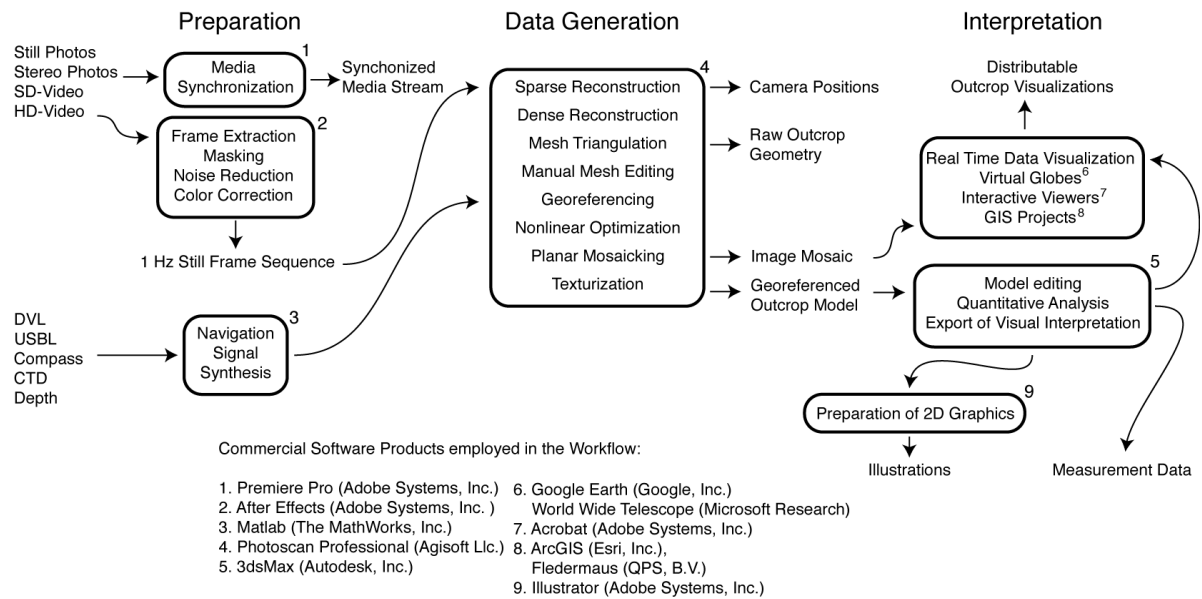 Preparation
Data Generation
Interpretation
Still Photos
Stereo Photos
SD-Video
HD-Video
1
Media
Synchronization
Synchonized
Media Stream
2
Frame Extraction
Masking
Noise Reduction
Color Correction
1 Hz Still Frame Sequence
DVL
USBL
Compass
CTD
Depth
3
Navigation
Signal
Synthesis
4
Sparse Reconstruction
Dense Reconstruction
Mesh Triangulation
Manual Mesh Editing
Georeferencing
Nonlinear Optimization
Planar Mosaicking
Texturization
Camera Positions
Raw Outcrop
Geometry
Image Mosaic
Georeferenced
Outcrop Model
Distributable
Outcrop Visualizations
Real Time Data Visualization
Virtual Globes6
Interactive Viewers7
GIS Projects8
5
Model editing
Quantitative Analysis
Export of Visual Interpretation
9
Preparation of 2D Graphics
Illustrations
Measurement Data
Commercial Software Products employed in the Workflow:
1. Premiere Pro (Adobe Systems, Inc.)
2. After Effects (Adobe Systems, Inc. )
3. Matlab (The MathWorks, Inc.)
4. Photoscan Professional (Agisoft Llc.)
5. 3dsMax (Autodesk, Inc.)
6. Google Earth (Google, Inc.)
World Wide Telescope (Microsoft Research)
7. Acrobat (Adobe Systems, Inc.)
8. ArcGIS (Esri, Inc.),
Fledermaus (QPS, B.V.)
9. Illustrator (Adobe Systems, Inc.)